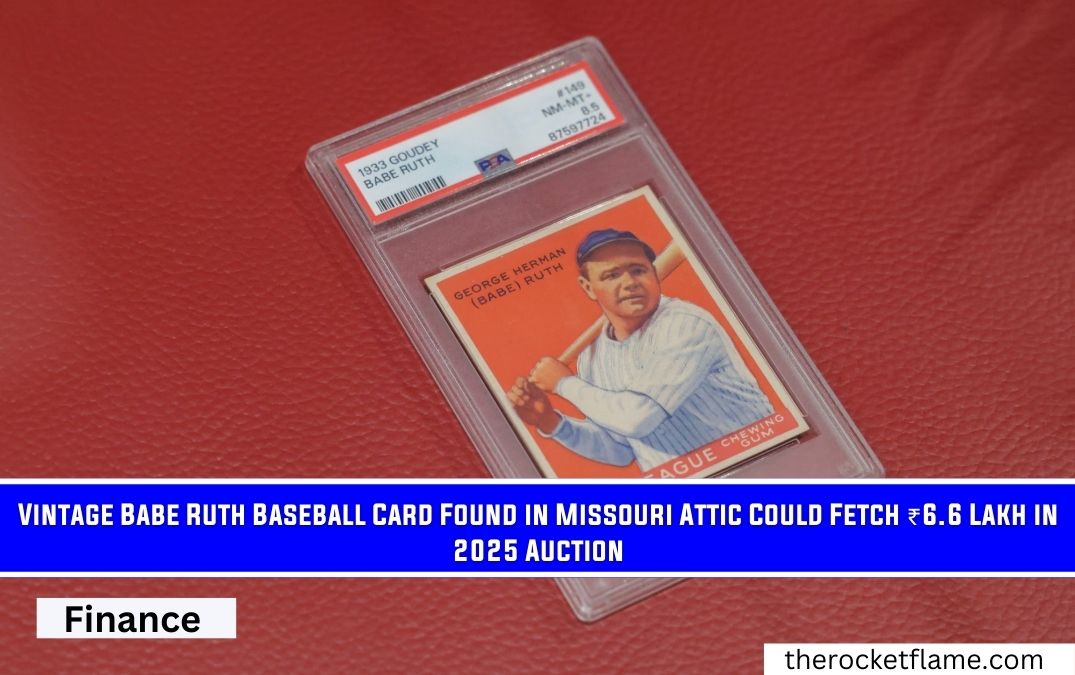 1933 GOUDEY
BABE RUTH
#149
NM-MT+
8.5
87597724
PSA
GEORGE HERMAN
(BABE) RUTH
EAGUE
CHEWING
GUM
Vintage Babe Ruth Baseball Card Found in Missouri Attic Could Fetch ₹6.6 Lakh in
2025 Auction
Finance
therocketflame.com